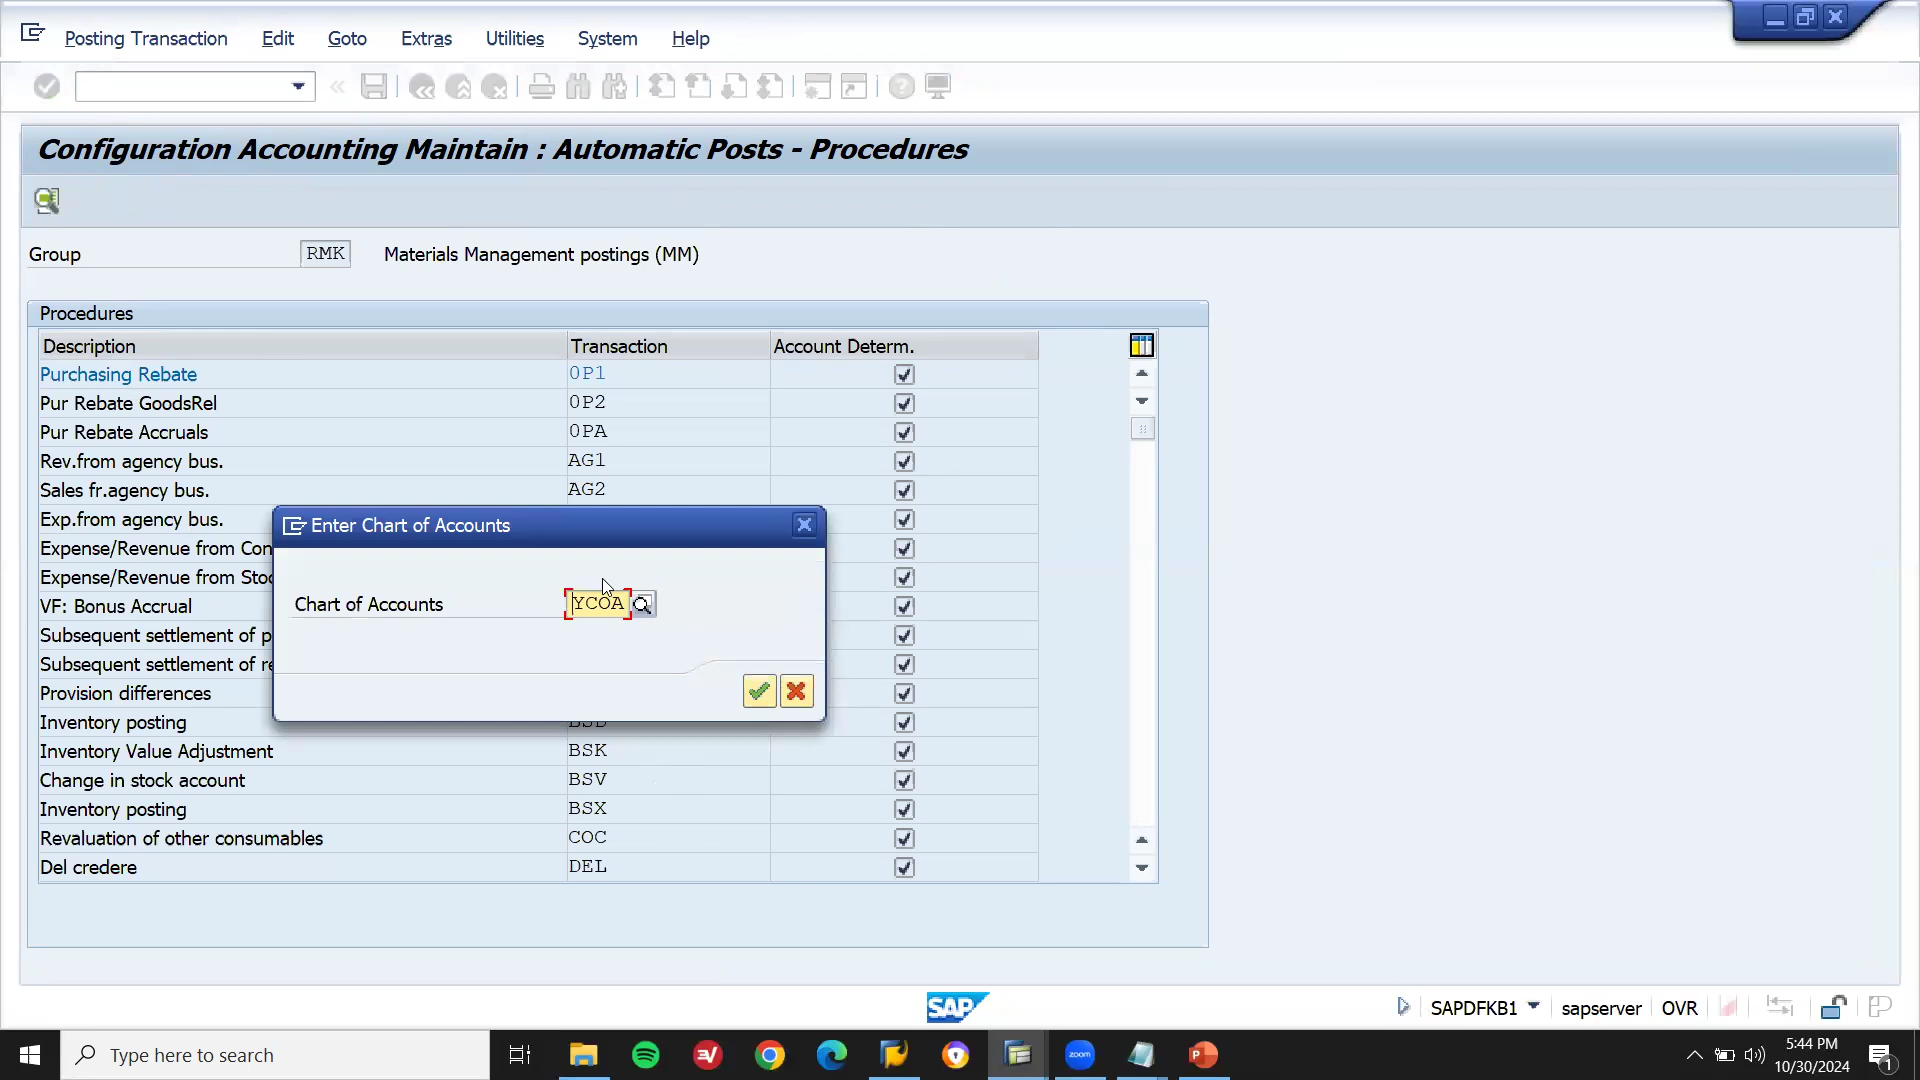 Posting Transaction Edit Goto Extras Utilities System Help
Configuration Accounting Maintain : Automatic Posts - Procedures
Group RMK Materials Management postings (MM)
Procedures
Description Transaction Account Determ.
Purchasing Rebate 0P1
Pur Rebate GoodsRel 0P2
Pur Rebate Accruals 0PA
Rev.from agency bus. AG1
Sales fr.agency bus. AG2
Exp.from agency bus.
Enter Chart of Accounts
Expense/Revenue from Con
Expense/Revenue from Stoc
VF: Bonus Accrual
Chart of Accounts YCOA
Subsequent settlement of p
Subsequent settlement of re
Provision differences
Inventory posting
Inventory Value Adjustment BSK
Change in stock account BSV
Inventory posting BSX
Revaluation of other consumables COC
Del credere DEL
SAP SAPDFKB1 sapserver OVR
Type here to search zoom 5:44 PM
10/30/2024 1